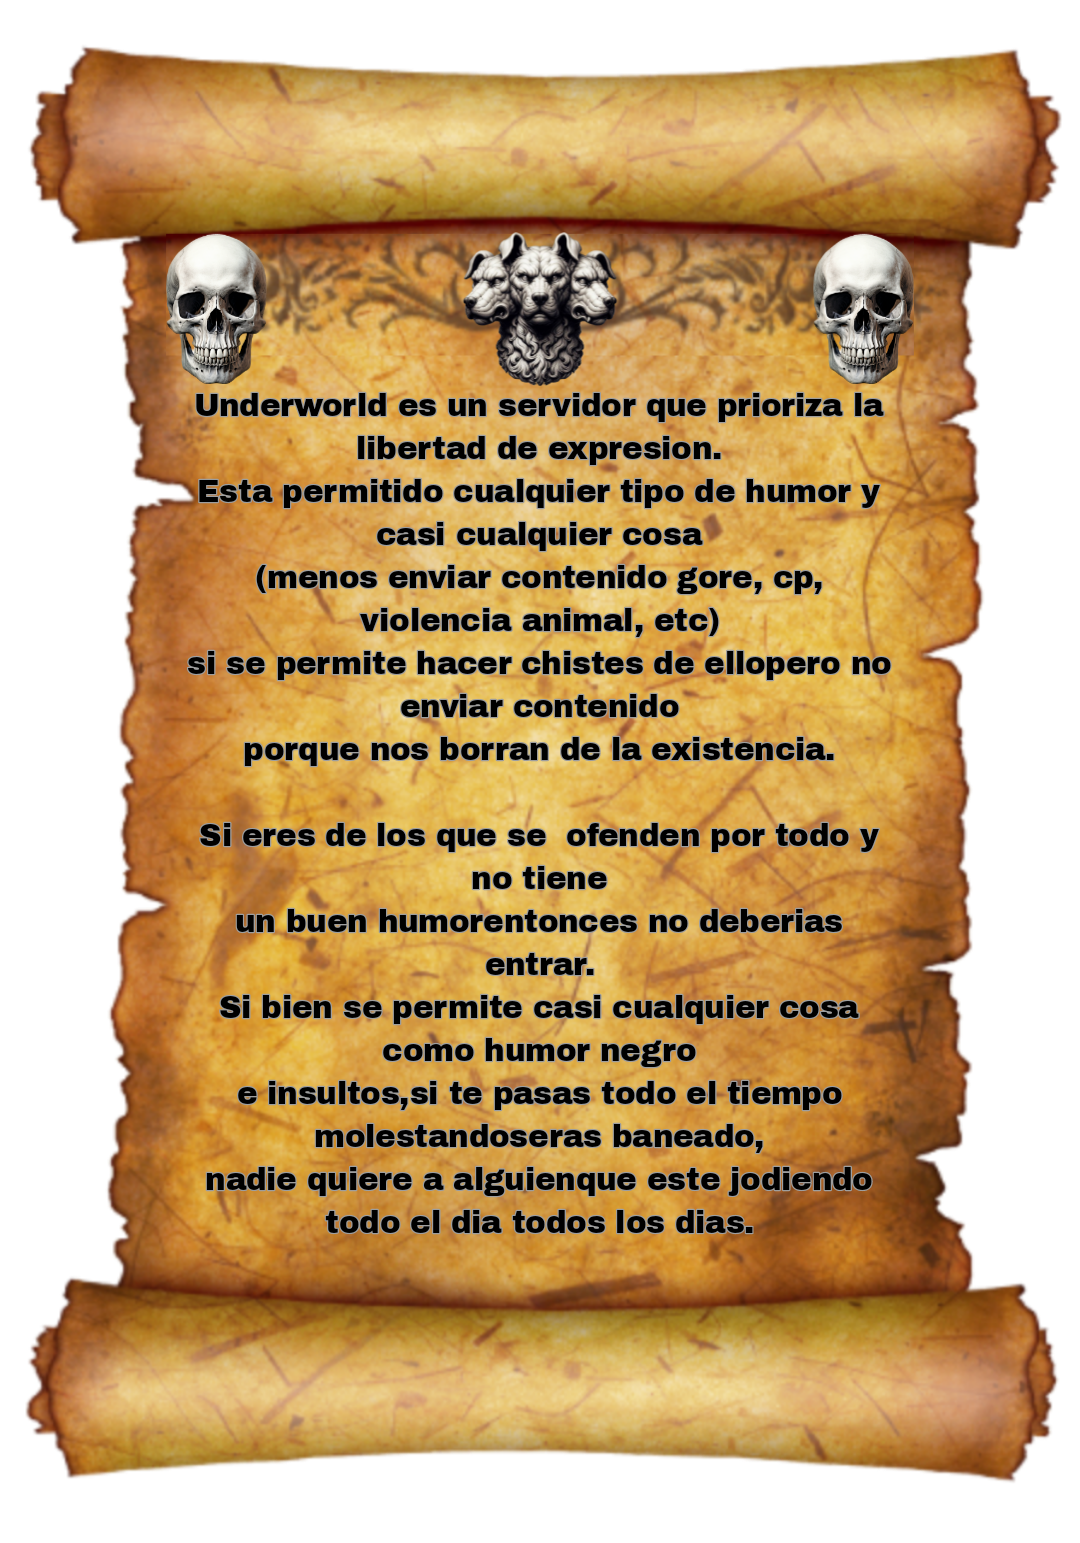 Underworld es un servidor que prioriza la
libertad de expresion.
Esta permitido cualquier tipo de humor y
casi cualquier cosa
(menos enviar contenido gore, cp,
violencia animal, etc)
si se permite hacer chistes de ellopero no
enviar contenido
porque nos borran de la existencia.
Si eres de los que se  ofenden por todo y
no tiene
un buen humorentonces no deberias
entrar.
Si bien se permite casi cualquier cosa
como humor negro
e insultos,si te pasas todo el tiempo
molestandoseras baneado,
nadie quiere a alguienque este jodiendo
todo el dia todos los dias.